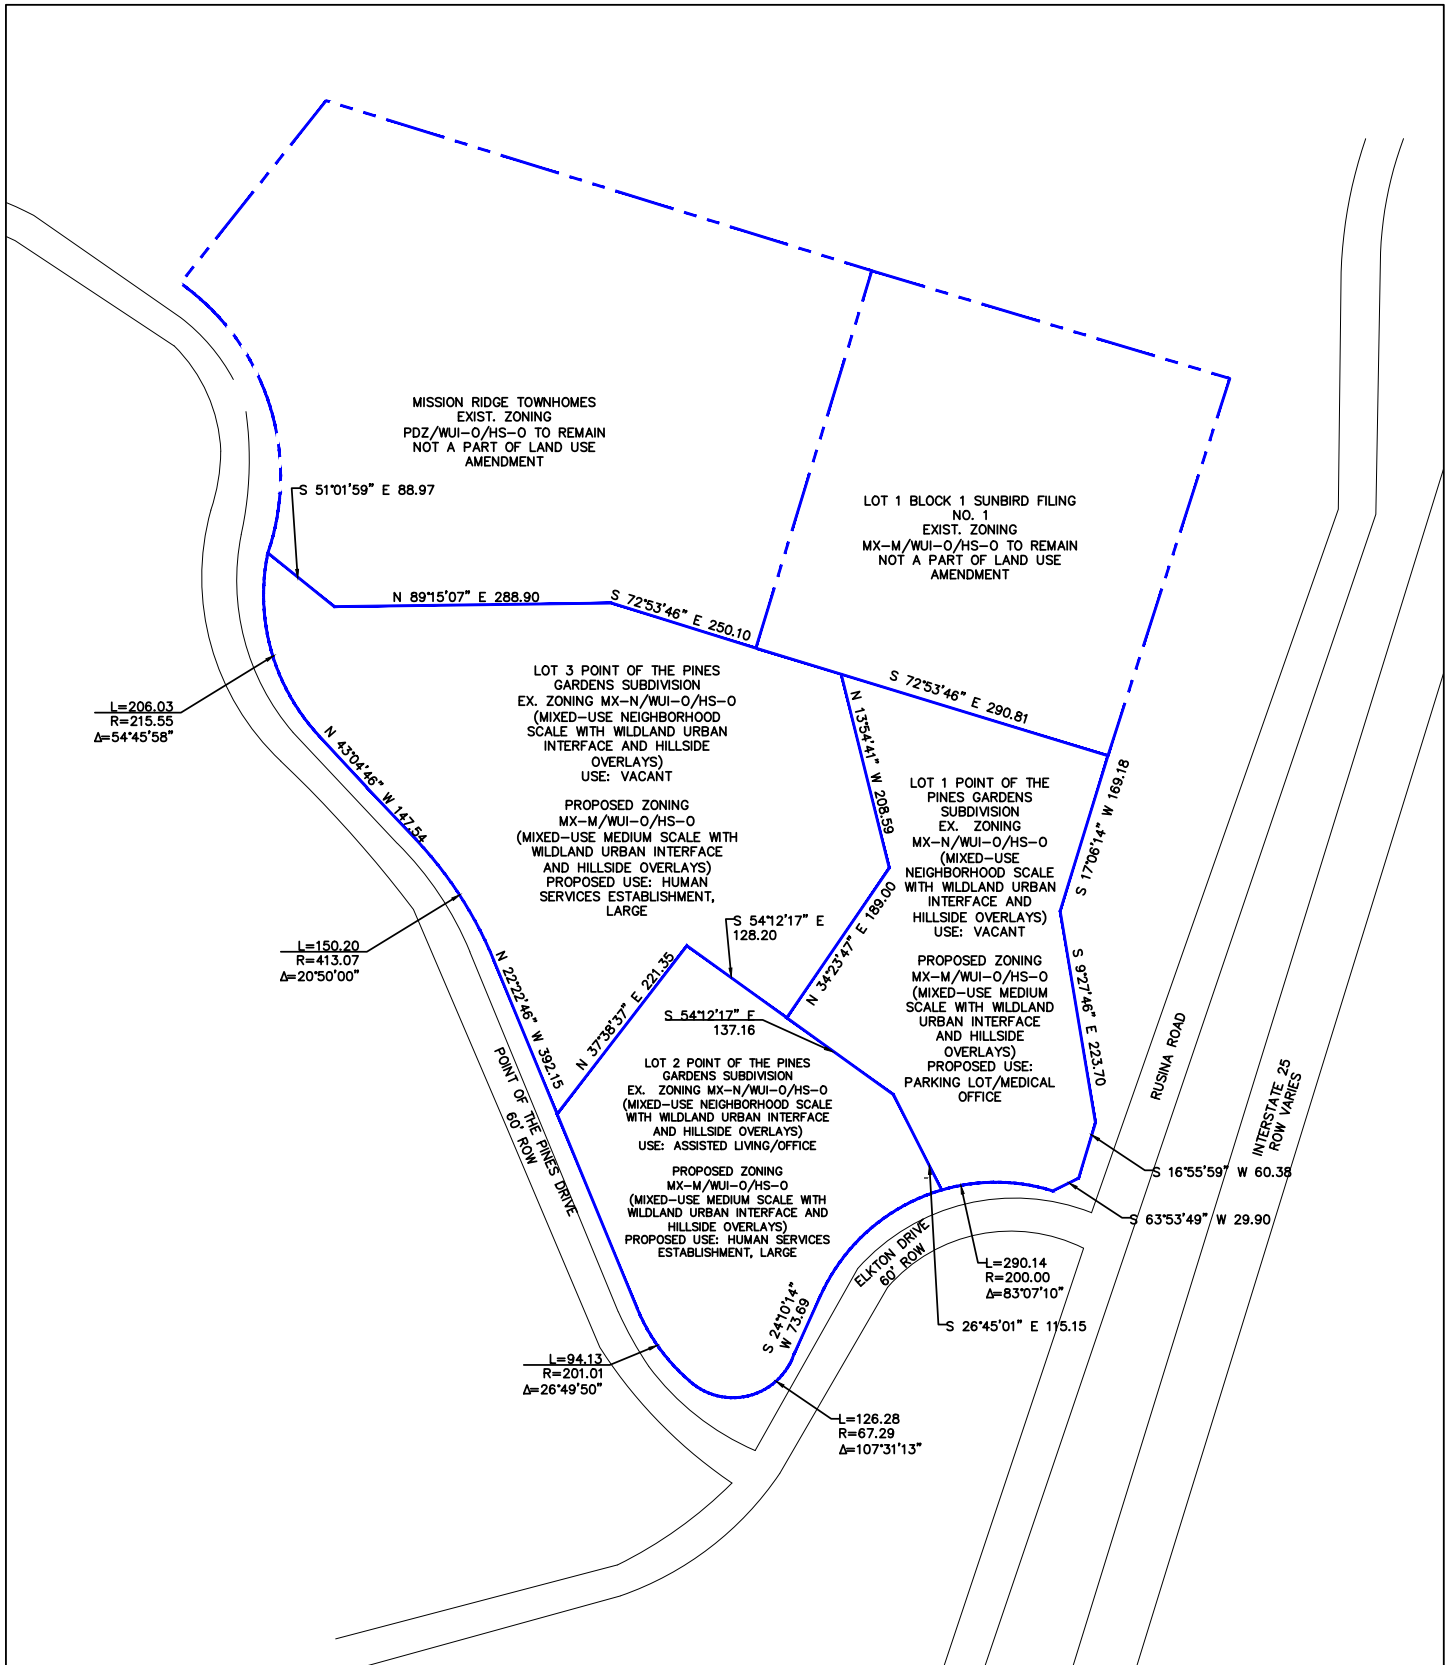 MISSION RIDGE TOWNHOMES
EXIST. ZONING
PDZ/WUI-O/HS-O TO REMAIN
NOT A PART OF LAND USE
AMENDMENT
S 51°01'59" E 88.97
LOT 1 BLOCK 1 SUNBIRD FILING
NO. 1
EXIST. ZONING
MX-M/WUI-O/HS-O TO REMAIN
NOT A PART OF LAND USE
AMENDMENT
N 89°15'07" E 288.90
S 72°53'46" E 250.10
S 72°53'46" E 290.81
LOT 3 POINT OF THE PINES
GARDENS SUBDIVISION
EX. ZONING MX-N/WUI-O/HS-O
(MIXED-USE NEIGHBORHOOD
SCALE WITH WILDLAND URBAN
INTERFACE AND HILLSIDE
OVERLAYS)
USE: VACANT
PROPOSED ZONING
MX-M/WUI-O/HS-O
(MIXED-USE MEDIUM SCALE WITH
WILDLAND URBAN INTERFACE
AND HILLSIDE OVERLAYS)
PROPOSED USE: HUMAN
SERVICES ESTABLISHMENT,
LARGE
L=206.03
R=215.55
Δ=54°45'58"
N 43°04'46" W 147.54
N 13°54'41" W 208.59
LOT 1 POINT OF THE
PINES GARDENS
SUBDIVISION
EX. ZONING
MX-N/WUI-O/HS-O
(MIXED-USE
NEIGHBORHOOD SCALE
WITH WILDLAND URBAN
INTERFACE AND
HILLSIDE OVERLAYS)
USE: VACANT
PROPOSED ZONING
MX-M/WUI-O/HS-O
(MIXED-USE MEDIUM
SCALE WITH WILDLAND
URBAN INTERFACE
AND HILLSIDE
OVERLAYS)
PROPOSED USE:
PARKING LOT/MEDICAL
OFFICE
S 17°06'14" W 169.18
N 34°23'47" E 189.00
S 54°12'17" E
128.20
L=150.20
R=413.07
Δ=20°50'00"
N 22°22'46" W 392.15
N 37°38'37" E 221.35
S 54°12'17" E
137.16
S 9°27'46" E 223.70
LOT 2 POINT OF THE PINES
GARDENS SUBDIVISION
EX. ZONING MX-N/WUI-O/HS-O
(MIXED-USE NEIGHBORHOOD SCALE
WITH WILDLAND URBAN INTERFACE
AND HILLSIDE OVERLAYS)
USE: ASSISTED LIVING/OFFICE
PROPOSED ZONING
MX-M/WUI-O/HS-O
(MIXED-USE MEDIUM SCALE WITH
WILDLAND URBAN INTERFACE AND
HILLSIDE OVERLAYS)
PROPOSED USE: HUMAN SERVICES
ESTABLISHMENT, LARGE
POINT OF THE PINES DRIVE
60' ROW
RUSINA ROAD
INTERSTATE 25
ROW VARIES
S 16°55'59" W 60.38
S 63°53'49" W 29.90
ELKTON DRIVE
60' ROW
L=290.14
R=200.00
Δ=83°07'10"
S 26°45'01" E 115.15
S 24°10'14"
W 73.69
L=94.13
R=201.01
Δ=26°49'50"
L=126.28
R=67.29
Δ=107°31'13"